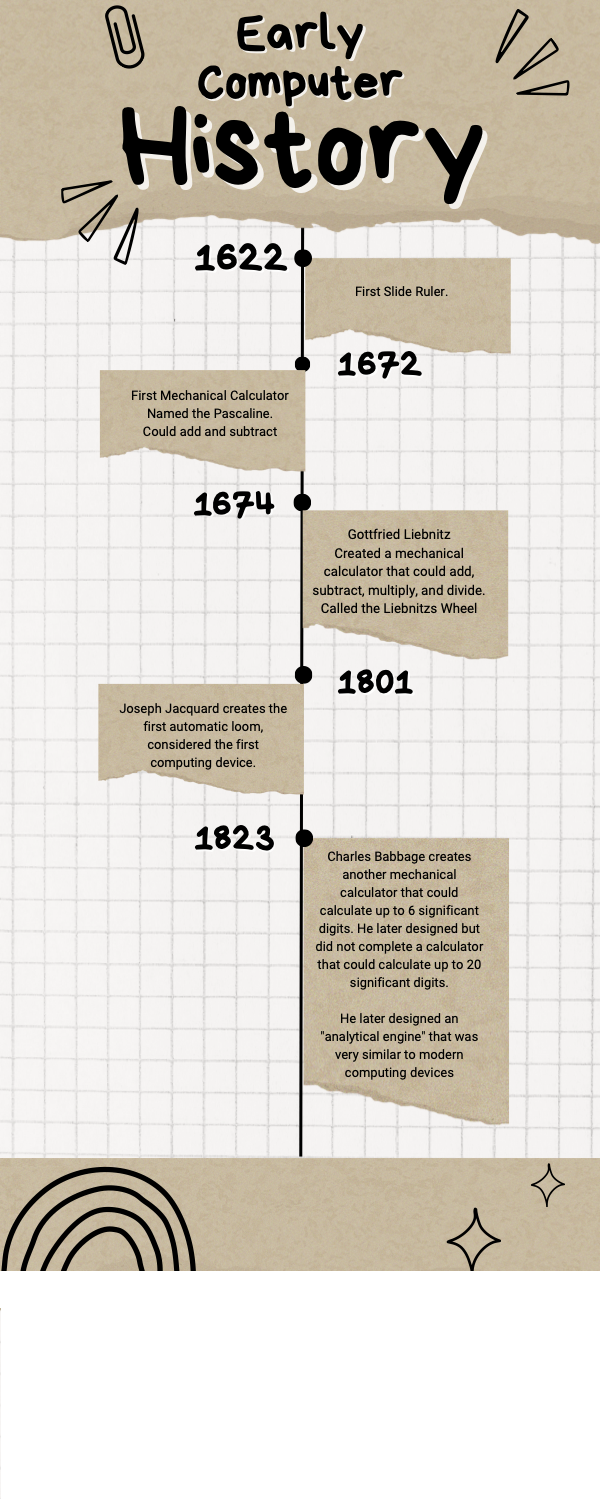 Early
Computer
History
1622
First Slide Ruler.
1672
First Mechanical Calculator
Named the Pascaline.
Could add and subtract
1674
Gottfried Liebnitz
Created a mechanical
calculator that could add,
subtract, multiply, and divide.
Called the Liebnitzs Wheel
1801
Joseph Jacquard creates the
first automatic loom,
considered the first
computing device.
1823
Charles Babbage creates
another mechanical
calculator that could
calculate up to 6 significant
digits. He later designed but
did not complete a calculator
that could calculate up to 20
significant digits.
He later designed an
"analytical engine" that was
very similar to modern
computing devices